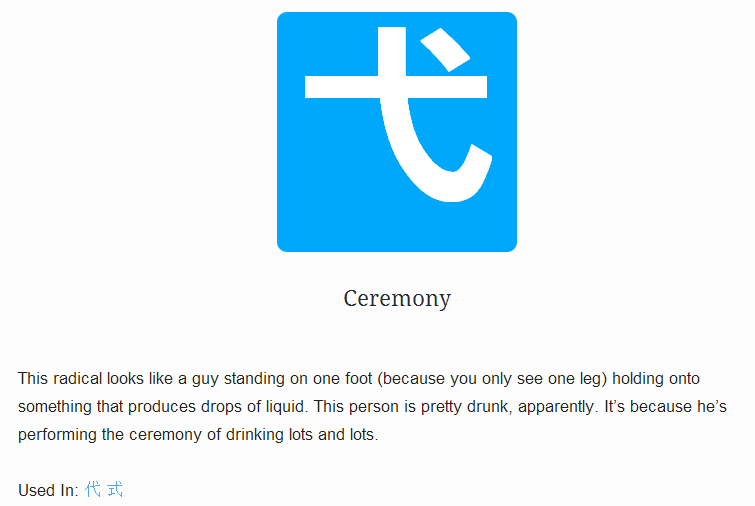 弋
Ceremony
This radical looks like a guy standing on one foot (because you only see one leg) holding onto
something that produces drops of liquid. This person is pretty drunk, apparently. It’s because he’s
performing the ceremony of drinking lots and lots.
Used In: 代 式